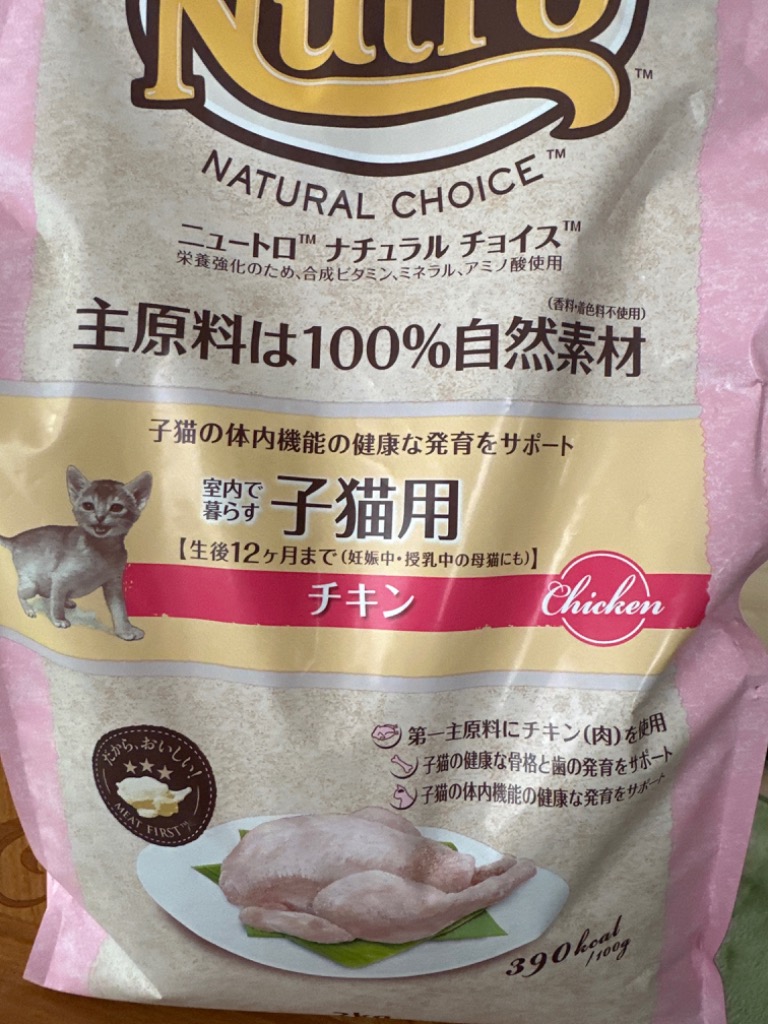 Nutro™
NATURAL CHOICE™
ニュートロ™ ナチュラル チョイス™
栄養強化のため、合成ビタミン、ミネラル、アミノ酸使用
(香料・着色料不使用)
主原料は100%自然素材
子猫の体内機能の健康な発育をサポート
室内で
暮らす
子猫用
【生後12ヶ月まで(妊娠中・授乳中の母猫にも)】
チキン
Chicken
第一主原料にチキン(肉)を使用
子猫の健康な骨格と歯の発育をサポート
子猫の体内機能の健康な発育をサポート
だから、おいしい!
MEAT FIRST™
390kcal
/100g